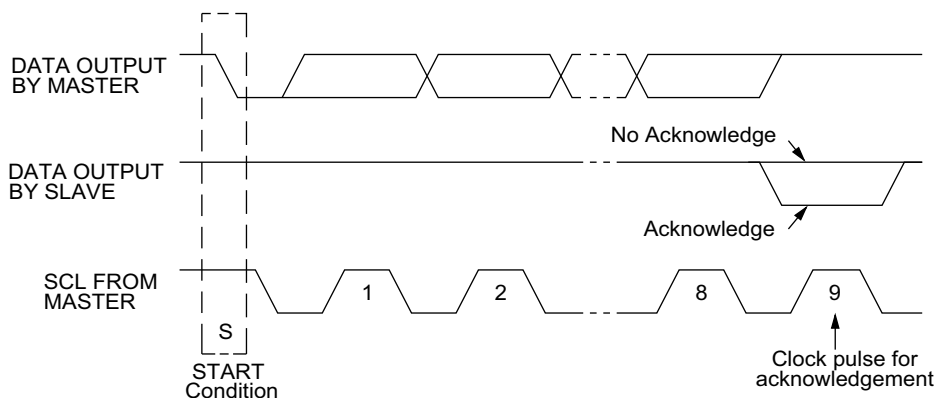 DATA OUTPUT
BY MASTER
No Acknowledge
DATA OUTPUT
BY SLAVE
Acknowledge
SCL FROM
MASTER
1
2
8
9
S
START
Condition
Clock pulse for
acknowledgement